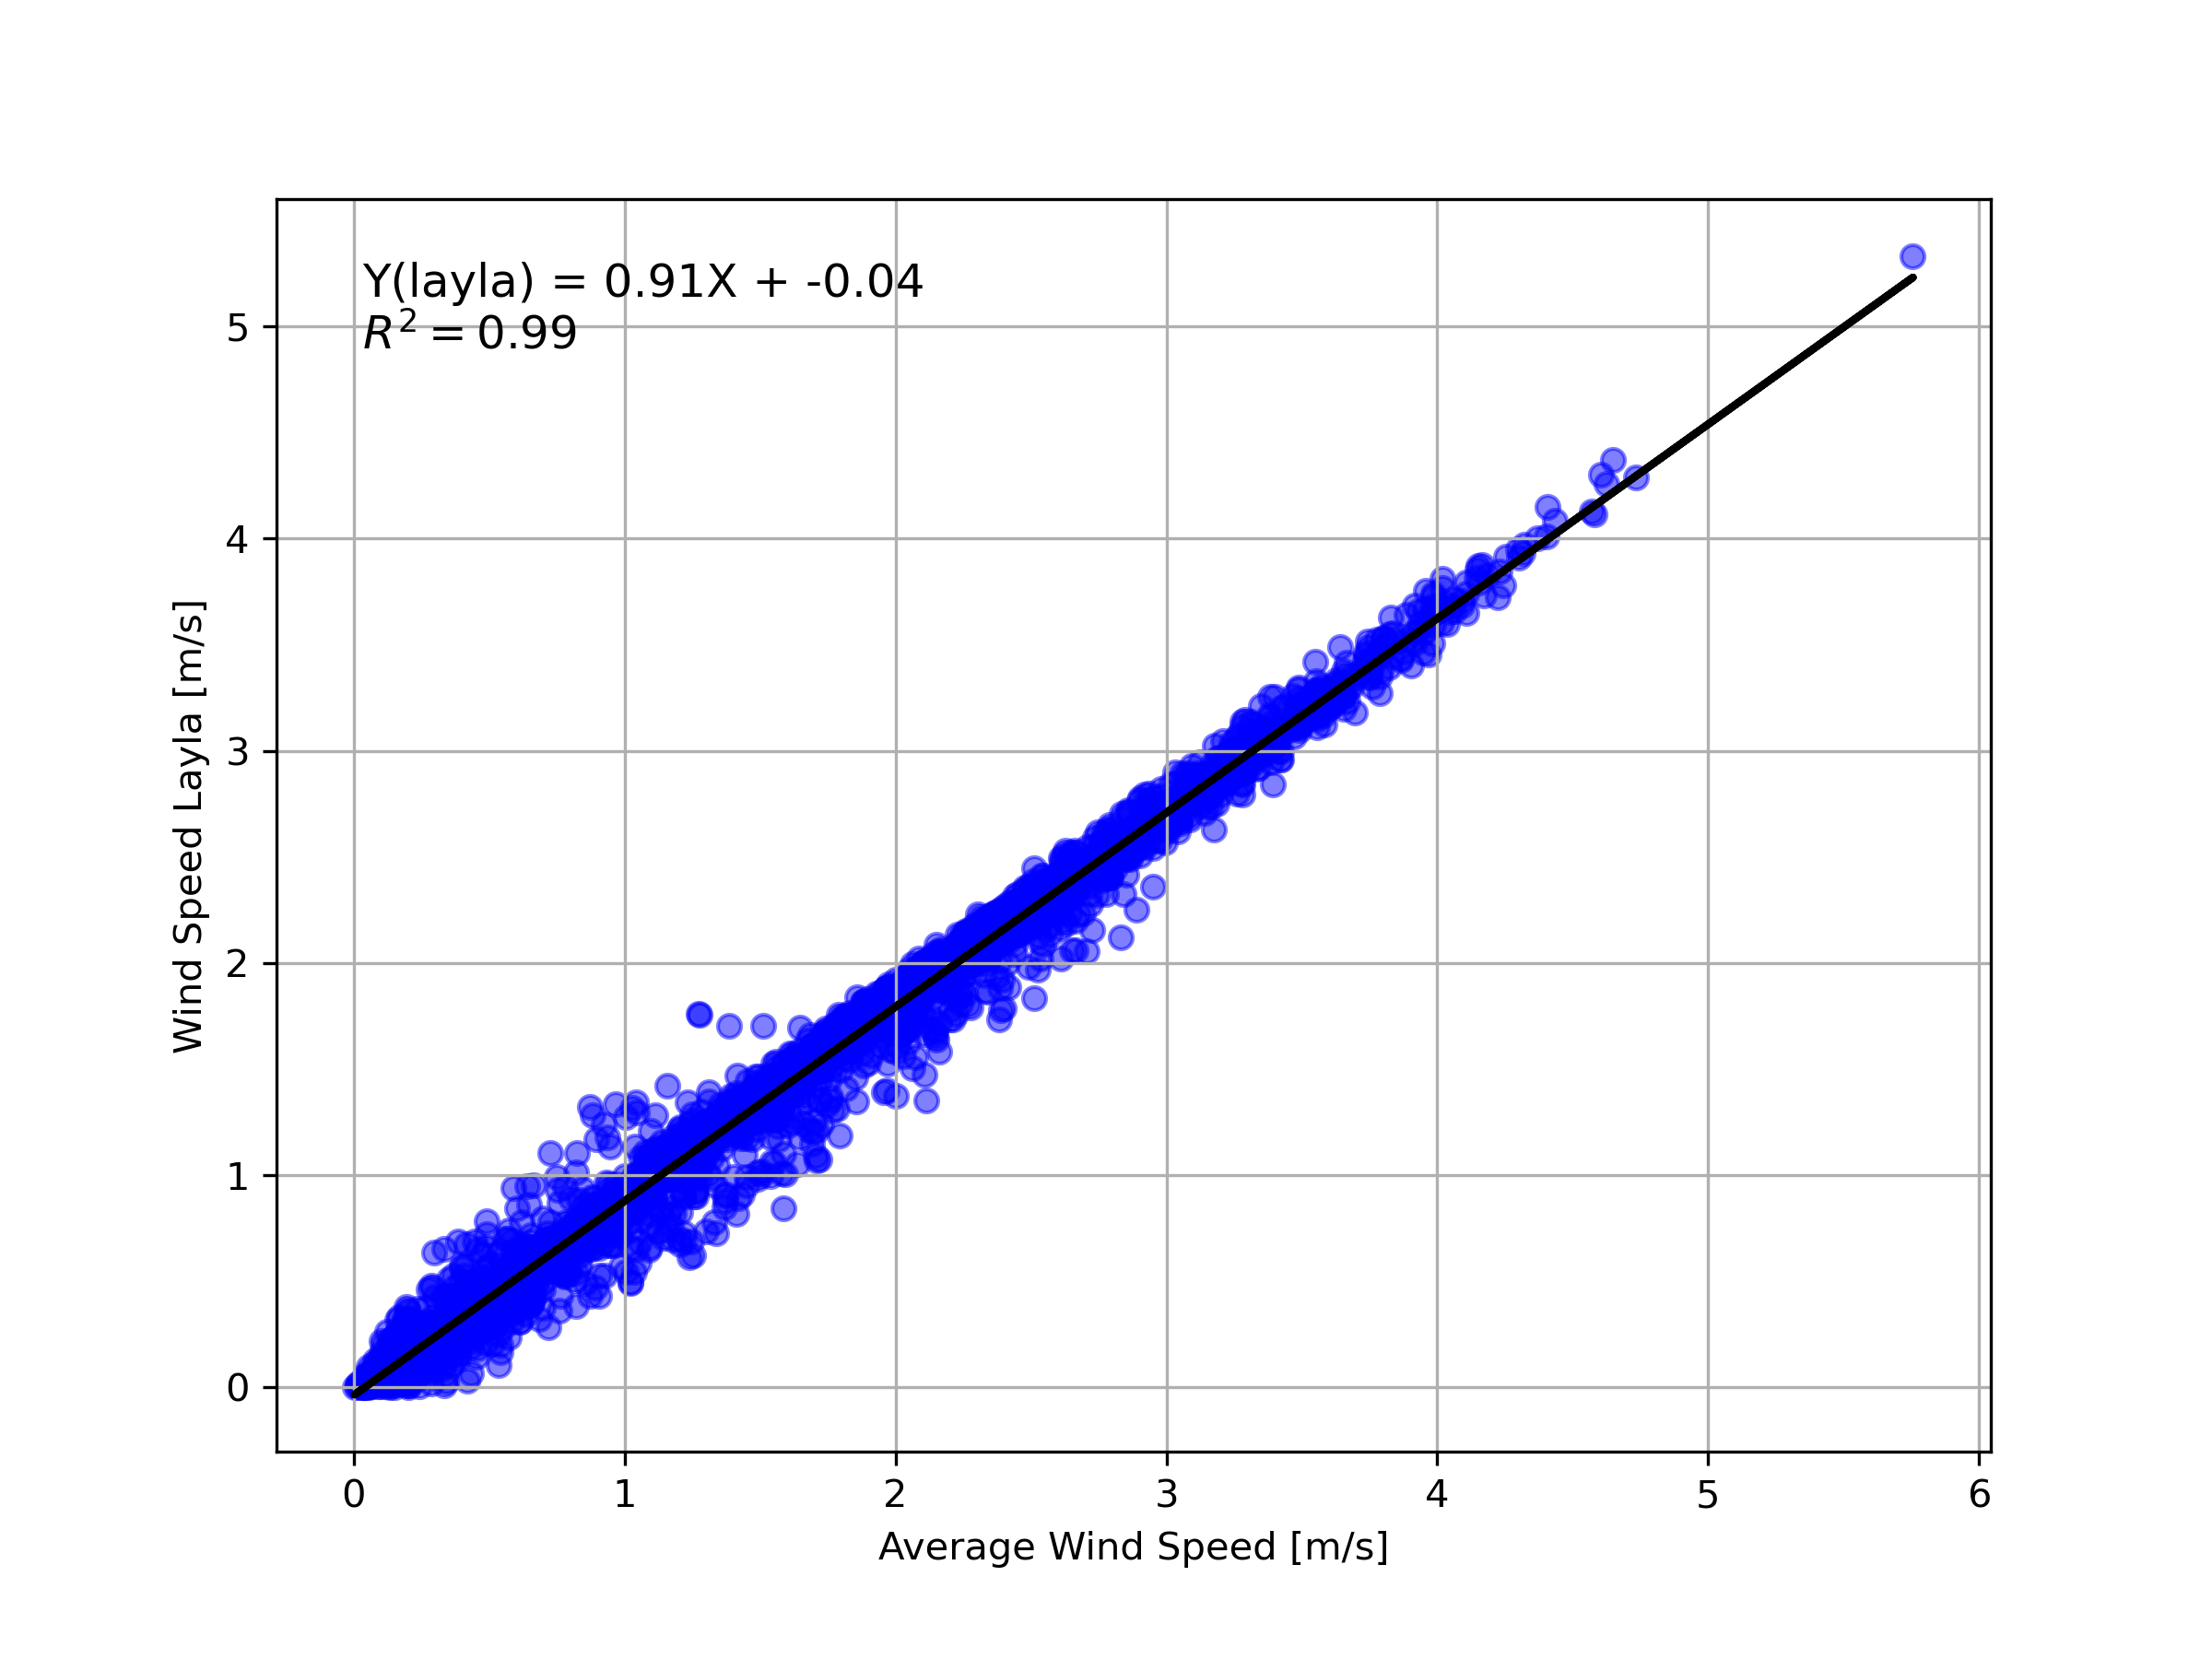 Y(layla) = 0.91X + -0.04
R² = 0.99
5
4
3
2
1
0
Wind Speed Layla [m/s]
0 1 2 3 4 5 6
Average Wind Speed [m/s]